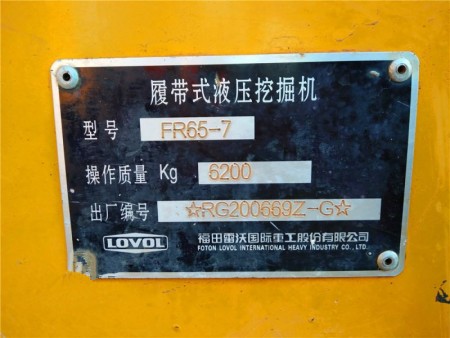 履带式液压挖掘机
型号 FR65-7
操作质量 Kg 6200
出厂编号 ☆RG200669Z-G☆
LOVOL 福田雷沃国际重工股份有限公司
FOTON LOVOL INTERNATIONAL HEAVY INDUSTRY CO., LTD.